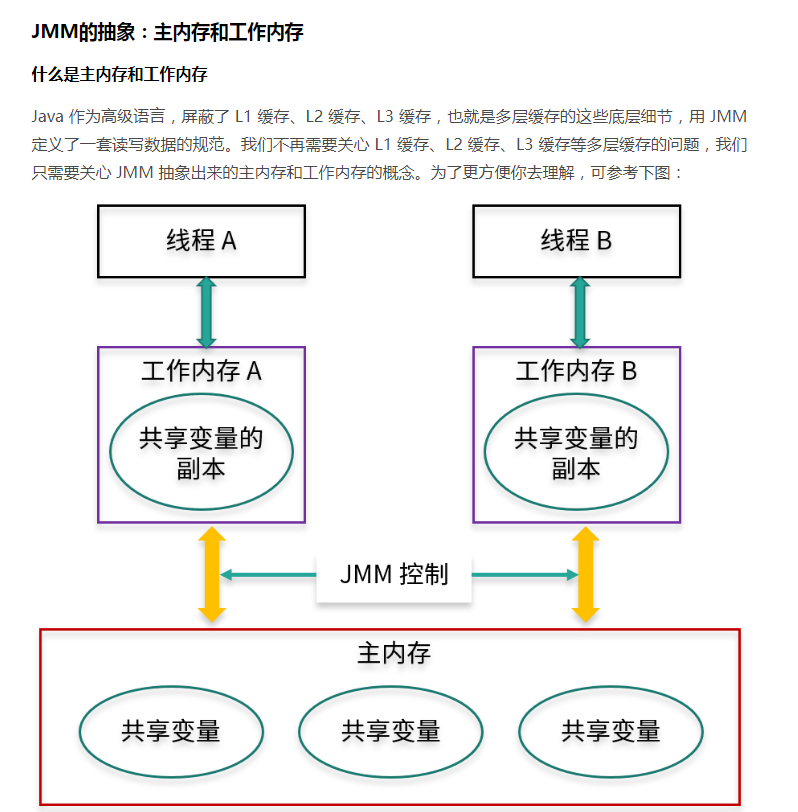 JMM的抽象：主内存和工作内存
什么是主内存和工作内存
Java 作为高级语言，屏蔽了 L1 缓存、L2 缓存、L3 缓存，也就是多层缓存的这些底层细节，用 JMM
定义了一套读写数据的规范。我们不再需要关心 L1 缓存、L2 缓存、L3 缓存等多层缓存的问题，我们
只需要关心 JMM 抽象出来的主内存和工作内存的概念。为了更方便你去理解，可参考下图：
线程 A
线程 B
工作内存 A
共享变量的
副本
工作内存 B
共享变量的
副本
JMM 控制
主内存
共享变量
共享变量
共享变量